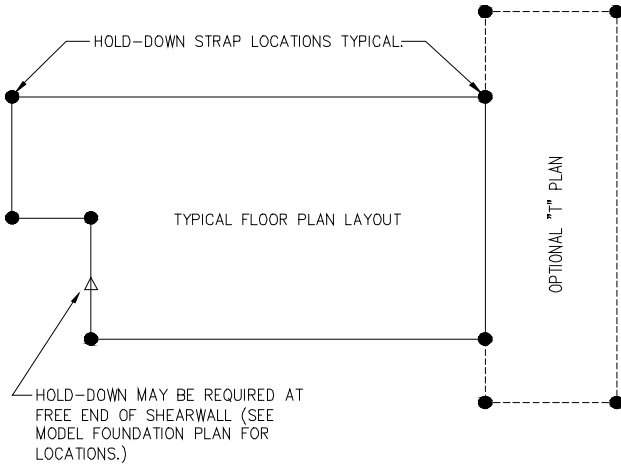 HOLD-DOWN STRAP LOCATIONS TYPICAL.
TYPICAL FLOOR PLAN LAYOUT
OPTIONAL "T" PLAN
HOLD-DOWN MAY BE REQUIRED AT
FREE END OF SHEARWALL (SEE
MODEL FOUNDATION PLAN FOR
LOCATIONS.)